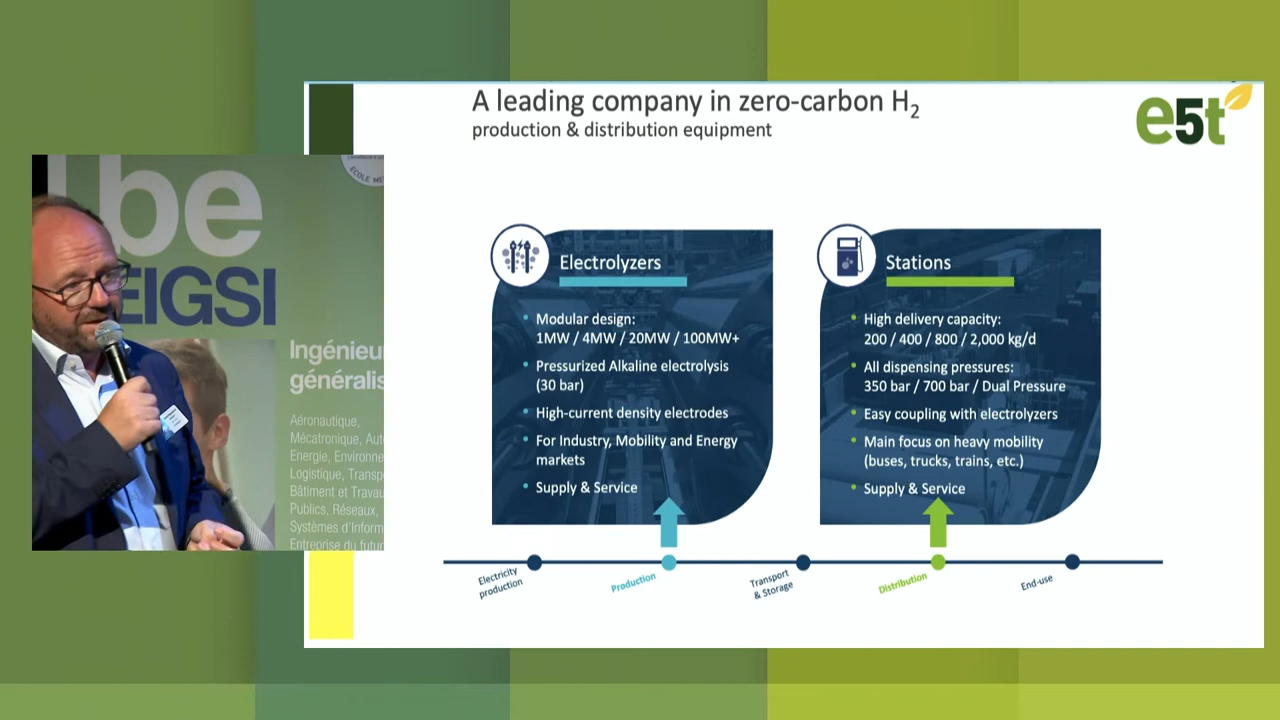 A leading company in zero-carbon H₂
production & distribution equipment
e5t
be
EIGSI
Ingénieu
généralis
Aéronautique,
Mécatronique, Aut
Energie, Environne
Logistique, Transp
Bâtiment et Travau
Publics, Réseaux,
Systèmes d'Inform
Entreprise du futur
Electrolyzers
• Modular design:
1MW / 4MW / 20MW / 100MW+
• Pressurized Alkaline electrolysis
(30 bar)
• High-current density electrodes
• For Industry, Mobility and Energy
markets
• Supply & Service
Stations
• High delivery capacity:
200 / 400 / 800 / 2,000 kg/d
• All dispensing pressures:
350 bar / 700 bar / Dual Pressure
• Easy coupling with electrolyzers
• Main focus on heavy mobility
(buses, trucks, trains, etc.)
• Supply & Service
Electricity
production
Production
Transport
& Storage
Distribution
End-use